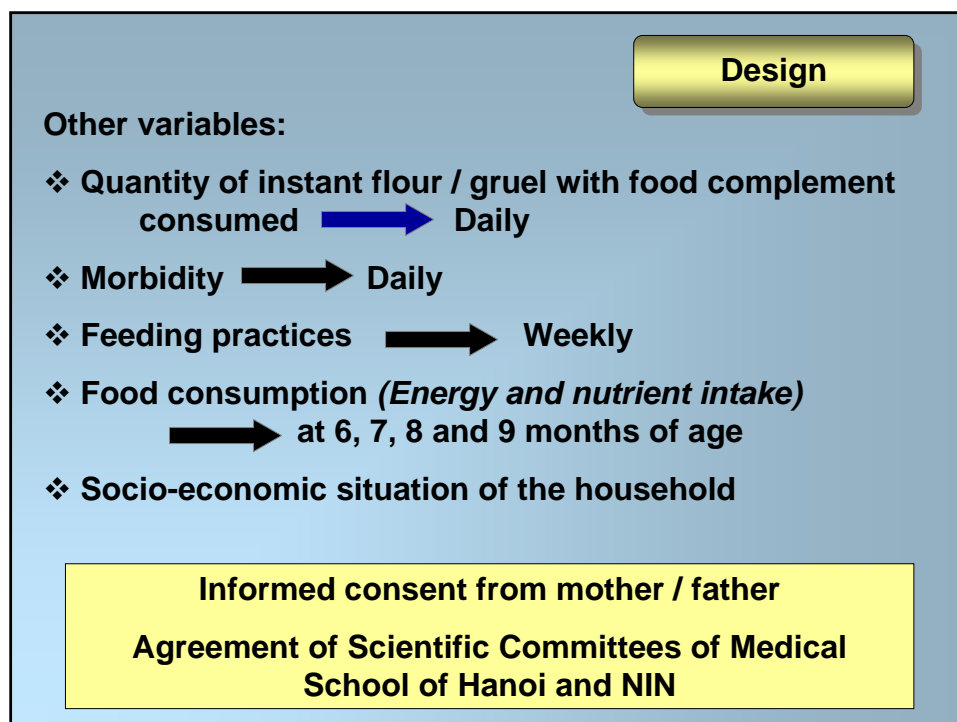 Design
Other variables:
❖ Quantity of instant flour / gruel with food complement
consumed Daily
❖ Morbidity Daily
❖ Feeding practices Weekly
❖ Food consumption (Energy and nutrient intake)
at 6, 7, 8 and 9 months of age
❖ Socio-economic situation of the household
Informed consent from mother / father
Agreement of Scientific Committees of Medical
School of Hanoi and NIN